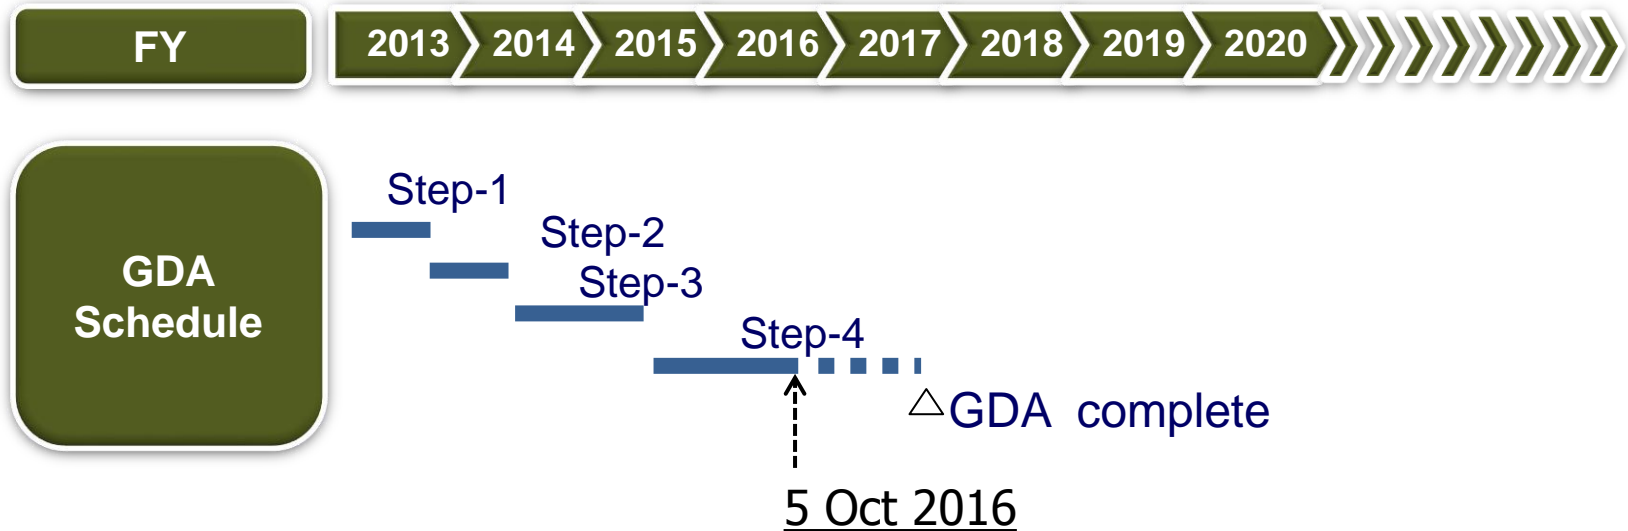 FY
2013 2014 2015 2016 2017 2018 2019 2020
GDA
Schedule
Step-1
Step-2
Step-3
Step-4
GDA complete
5 Oct 2016